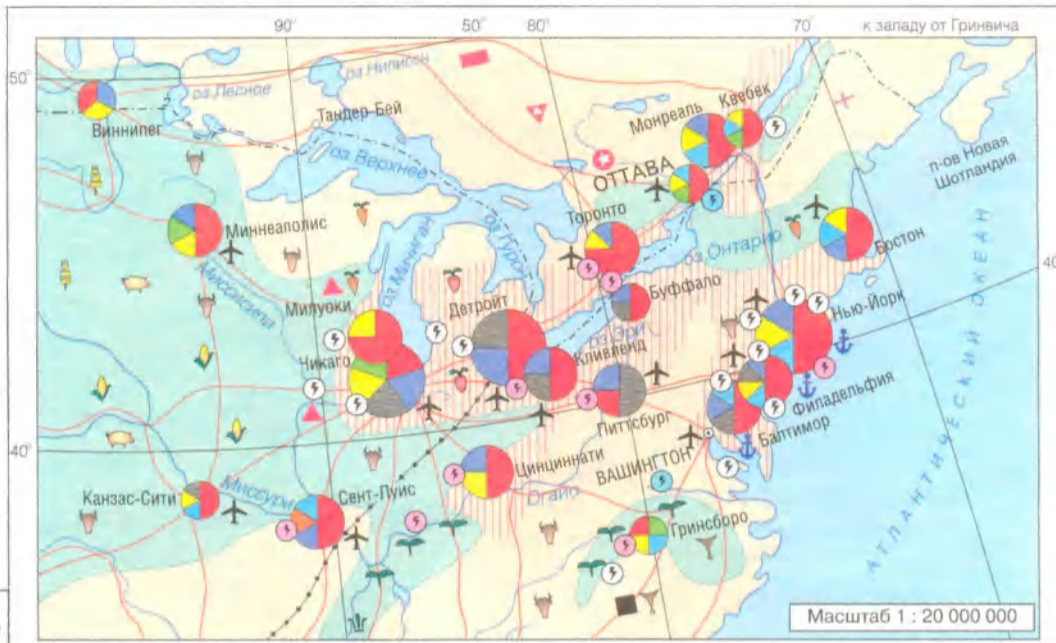 90° 50° 80° 70° к западу от Гринвича
50°
оз. Нипигон
оз. Лесное
Виннипег
Тандер-Бей
Монреаль
Квебек
оз. Верхнее
ОТТАВА
п-ов Новая
Шотландия
Миннеаполис
Торонто
оз. Гурон
оз. Онтарио
Бостон
оз. Мичиган
40°
Миссисипи
Милуоки
Детройт
Буффало
Нью-Йорк
оз. Эри
Чикаго
Кливленд
Филадельфия
Питтсбург
Балтимор
40°
Цинциннати
ВАШИНГТОН
Канзас-Сити
Миссури
Сент-Луис
Огайо
Гринсборо
АТЛАНТИЧЕСКИЙ ОКЕАН
Масштаб 1 : 20 000 000